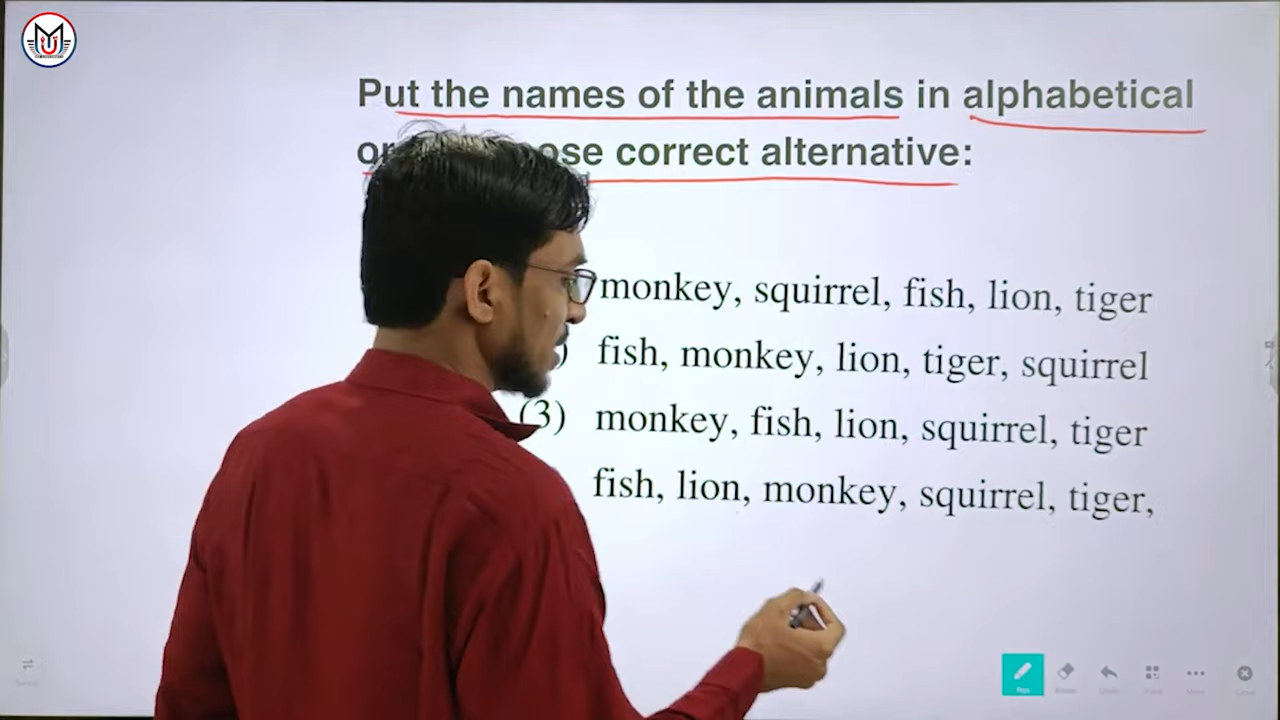 Put the names of the animals in alphabetical
correct alternative:
monkey, squirrel, fish, lion, tiger
fish, monkey, lion, tiger, squirrel
(3) monkey, fish, lion, squirrel, tiger
fish, lion, monkey, squirrel, tiger,
Pen